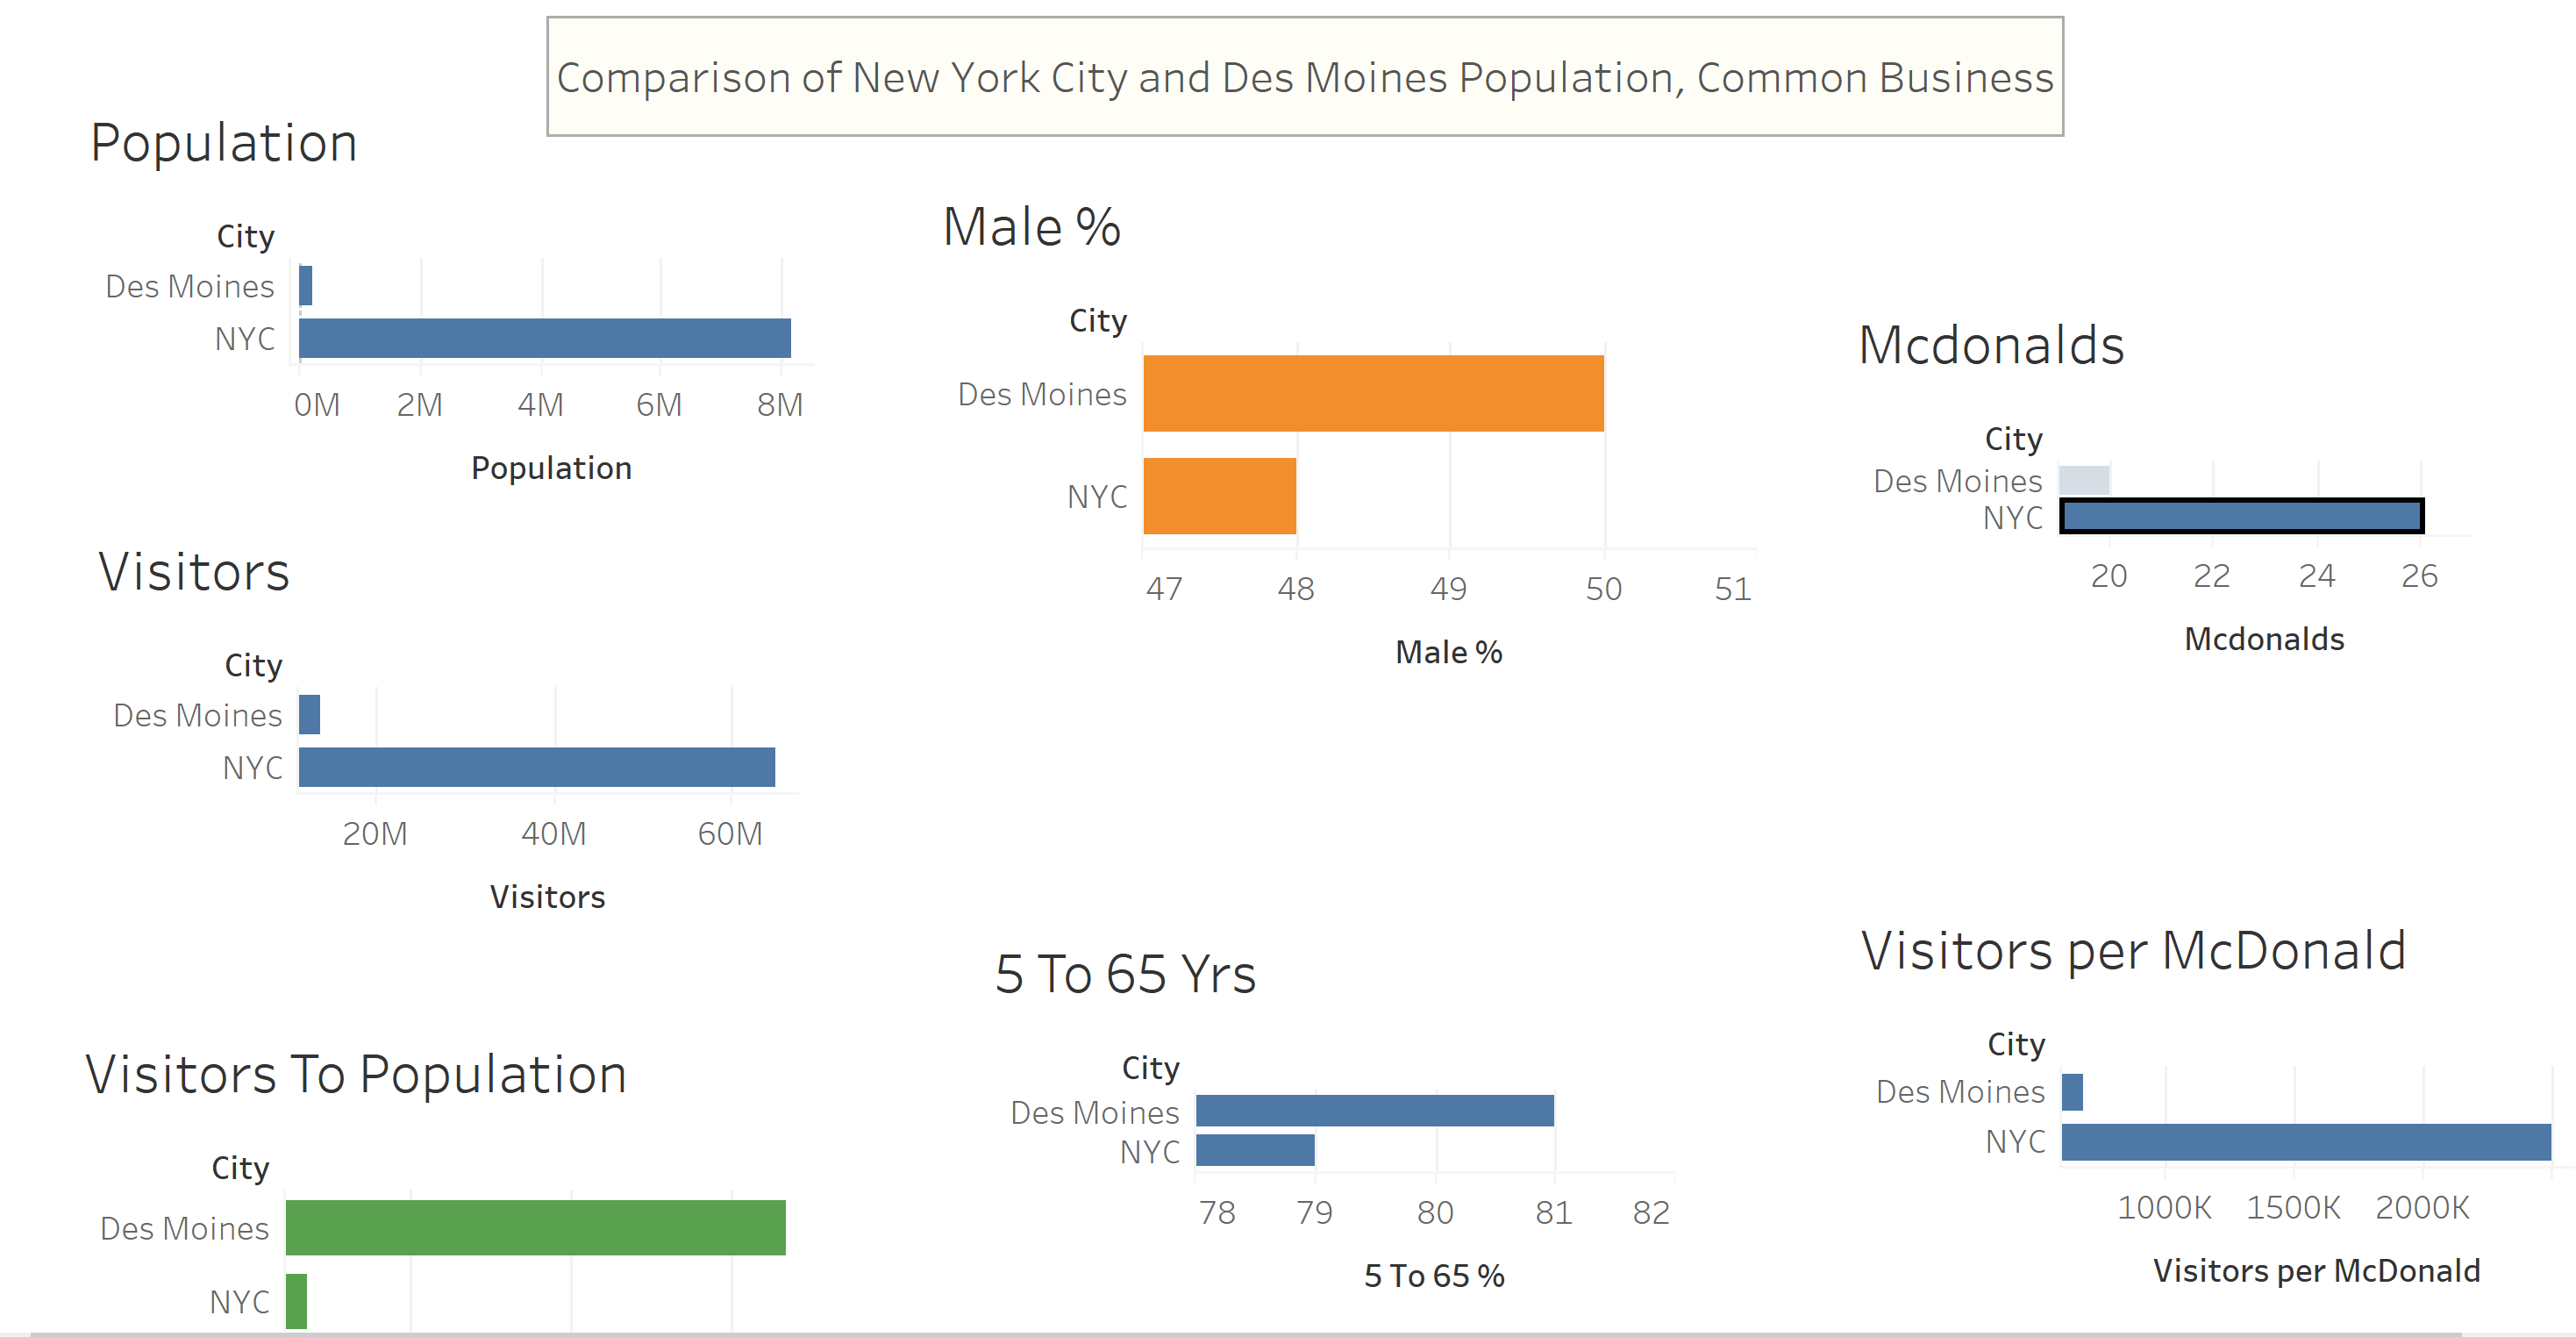 Comparison of New York City and Des Moines Population, Common Business
Population
City
Des Moines
NYC
0M 2M 4M 6M 8M
Population
Visitors
City
Des Moines
NYC
20M 40M 60M
Visitors
Visitors To Population
City
Des Moines
NYC
Male %
City
Des Moines
NYC
47 48 49 50 51
Male %
5 To 65 Yrs
City
Des Moines
NYC
78 79 80 81 82
5 To 65 %
Mcdonalds
City
Des Moines
NYC
20 22 24 26
Mcdonalds
Visitors per McDonald
City
Des Moines
NYC
1000K 1500K 2000K
Visitors per McDonald